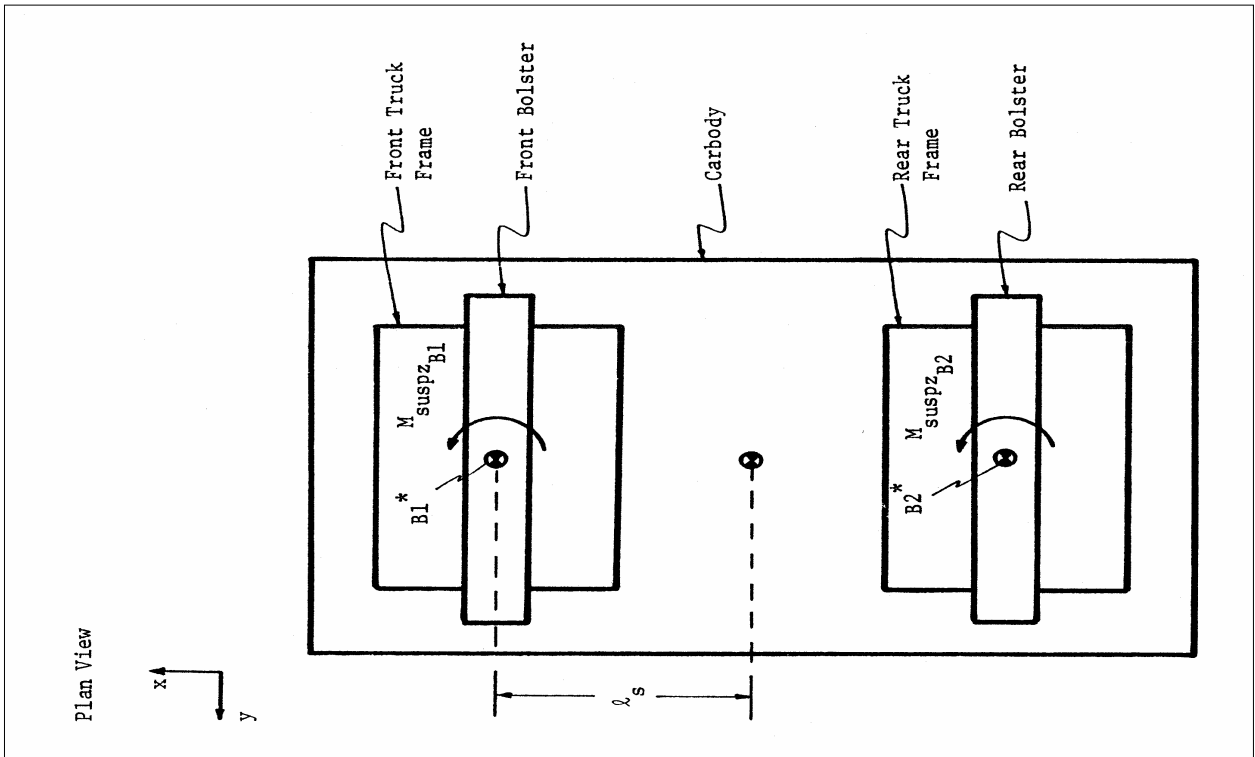 Plan View
x
y
Front Truck
Frame
Front Bolster
Carbody
Rear Truck
Frame
Rear Bolster
M suspz B1
B1*
M suspz B2
B2*
ℓ s